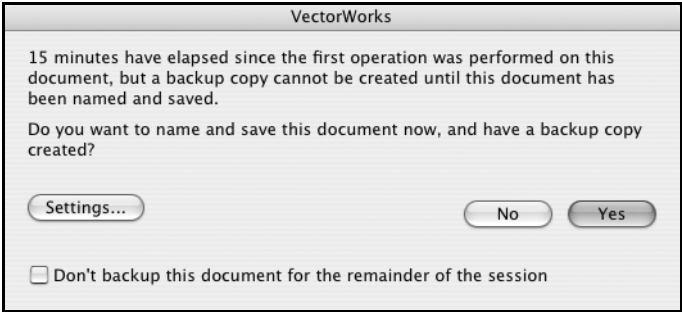 VectorWorks
15 minutes have elapsed since the first operation was performed on this
document, but a backup copy cannot be created until this document has
been named and saved.
Do you want to name and save this document now, and have a backup copy
created?
Settings...
No
Yes
Don't backup this document for the remainder of the session